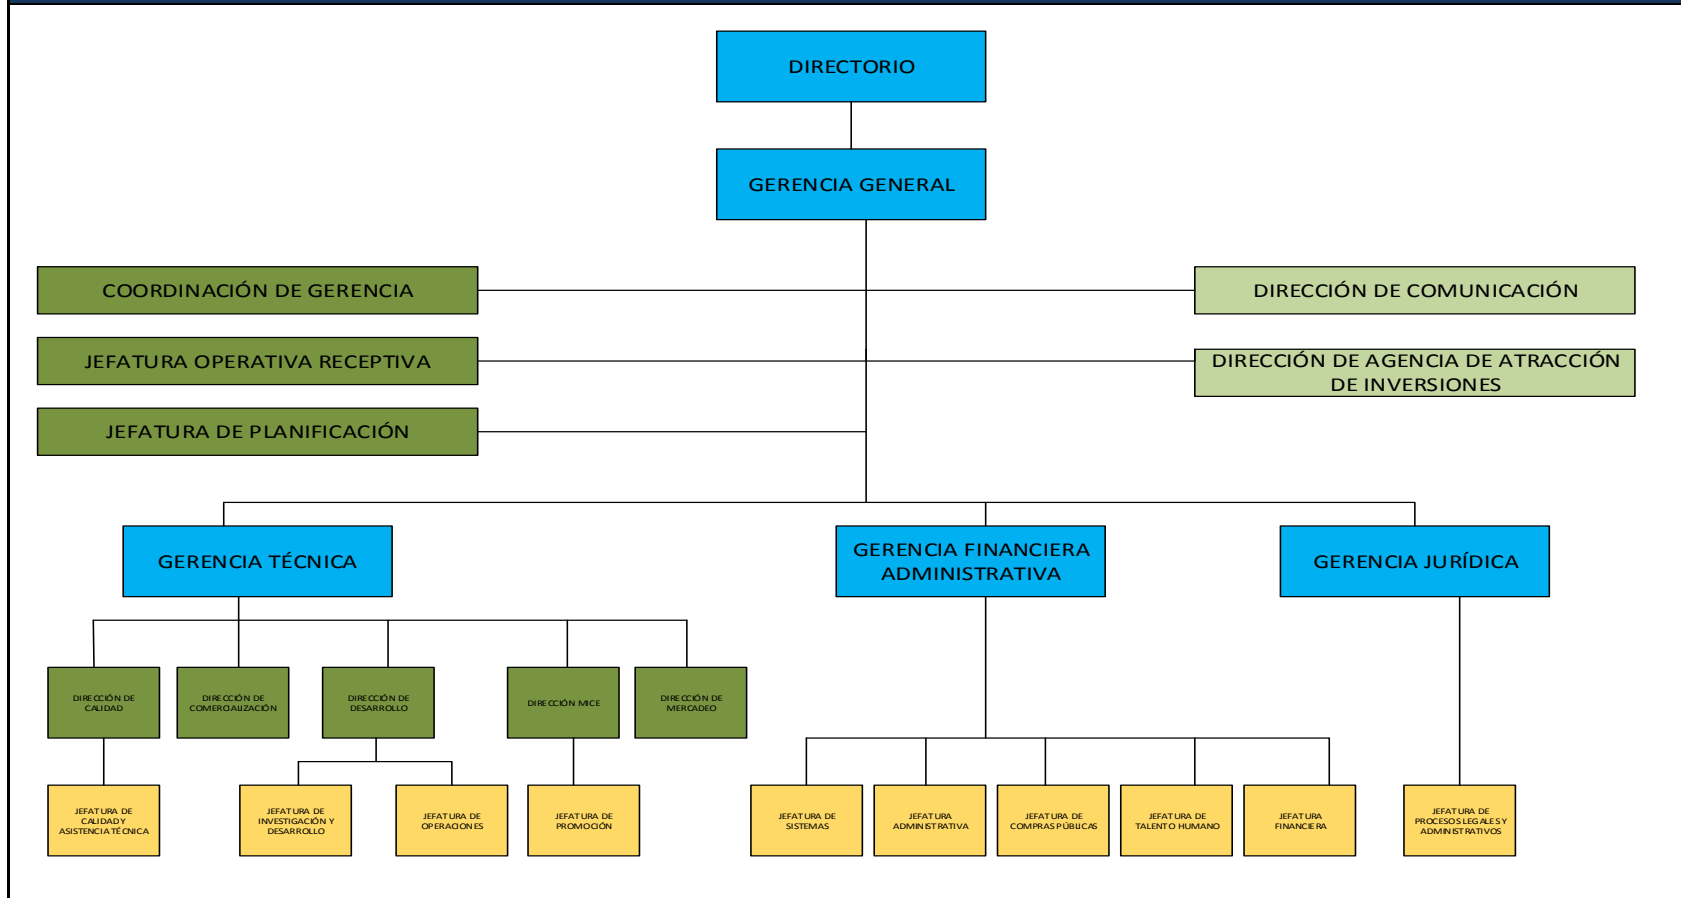 DIRECTORIO
GERENCIA GENERAL
COORDINACIÓN DE GERENCIA
DIRECCIÓN DE COMUNICACIÓN
JEFATURA OPERATIVA RECEPTIVA
DIRECCIÓN DE AGENCIA DE ATRACCIÓN
DE INVERSIONES
JEFATURA DE PLANIFICACIÓN
GERENCIA TÉCNICA
GERENCIA FINANCIERA
ADMINISTRATIVA
GERENCIA JURÍDICA
DIRECCIÓN DE
CALIDAD
DIRECCIÓN DE
COMERCIALIZACIÓN
DIRECCIÓN DE
DESARROLLO
DIRECCIÓN MICE
DIRECCIÓN DE
MERCADEO
JEFATURA DE
CALIDAD Y
ASISTENCIA TÉCNICA
JEFATURA DE
INVESTIGACIÓN Y
DESARROLLO
JEFATURA DE
OPERACIONES
JEFATURA DE
PROMOCIÓN
JEFATURA DE
SISTEMAS
JEFATURA
ADMINISTRATIVA
JEFATURA DE
COMPRAS PÚBLICAS
JEFATURA DE
TALENTO HUMANO
JEFATURA
FINANCIERA
JEFATURA DE
PROCESOS LEGALES Y
ADMINISTRATIVOS